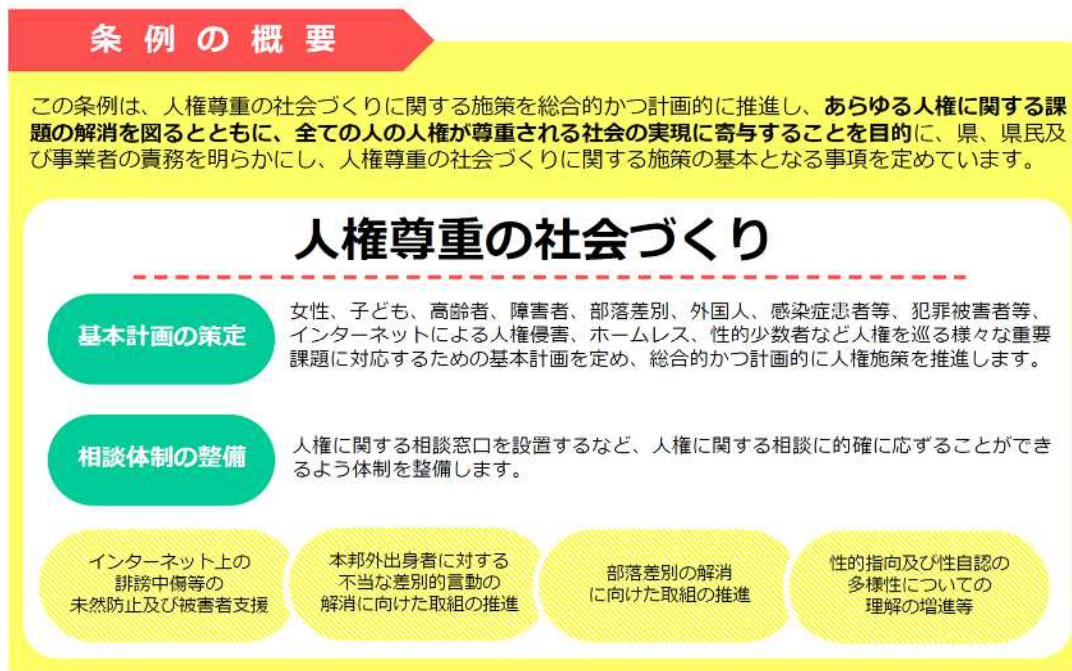 条例の概要
この条例は、人権尊重の社会づくりに関する施策を総合的かつ計画的に推進し、あらゆる人権に関する課
題の解消を図るとともに、全ての人の人権が尊重される社会の実現に寄与することを目的に、県、県民及
び事業者の責務を明らかにし、人権尊重の社会づくりに関する施策の基本となる事項を定めています。
人権尊重の社会づくり
基本計画の策定
女性、子ども、高齢者、障害者、部落差別、外国人、感染症患者等、犯罪被害者等、
インターネットによる人権侵害、ホームレス、性的少数者など人権を巡る様々な重要
課題に対応するための基本計画を定め、総合的かつ計画的に人権施策を推進します。
相談体制の整備
人権に関する相談窓口を設置するなど、人権に関する相談に的確に応ずることができ
るよう体制を整備します。
インターネット上の
誹謗中傷等の
未然防止及び被害者支援
本邦外出身者に対する
不当な差別的言動の
解消に向けた取組の推進
部落差別の解消
に向けた取組の推進
性的指向及び性自認の
多様性についての
理解の増進等